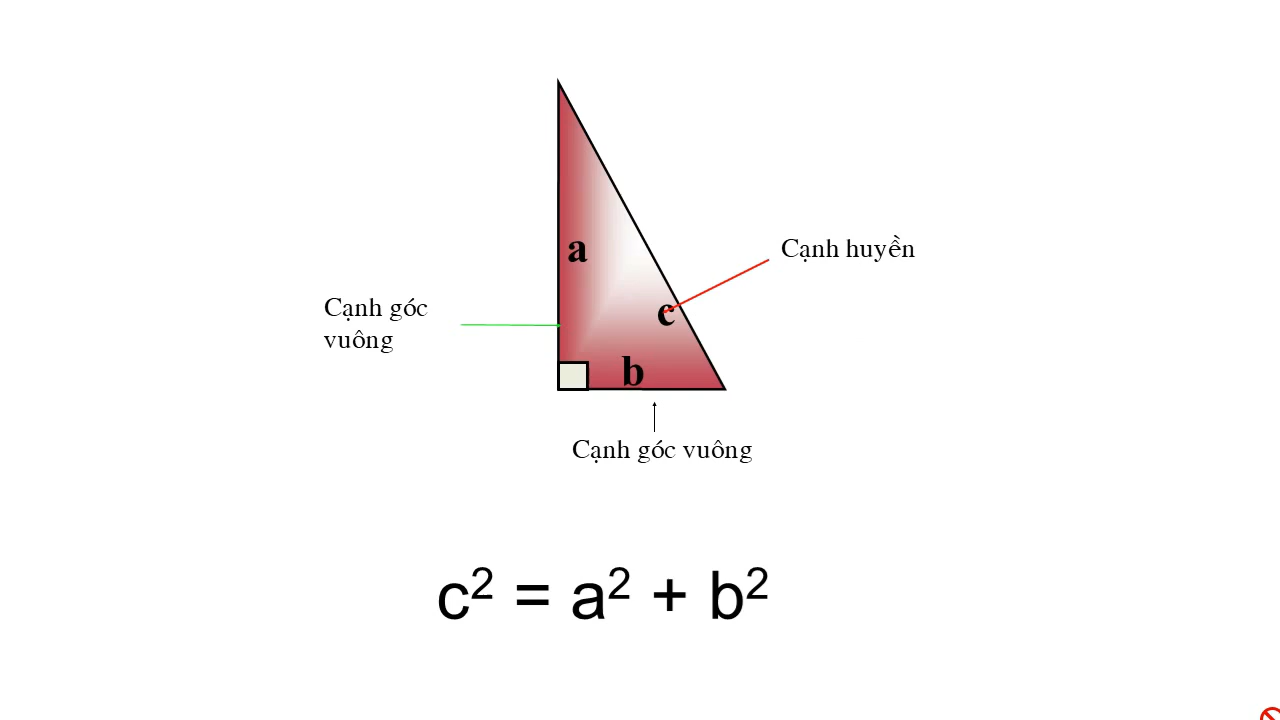 a
Cạnh huyền
Cạnh góc
vuông
c
b
Cạnh góc vuông
c² = a² + b²